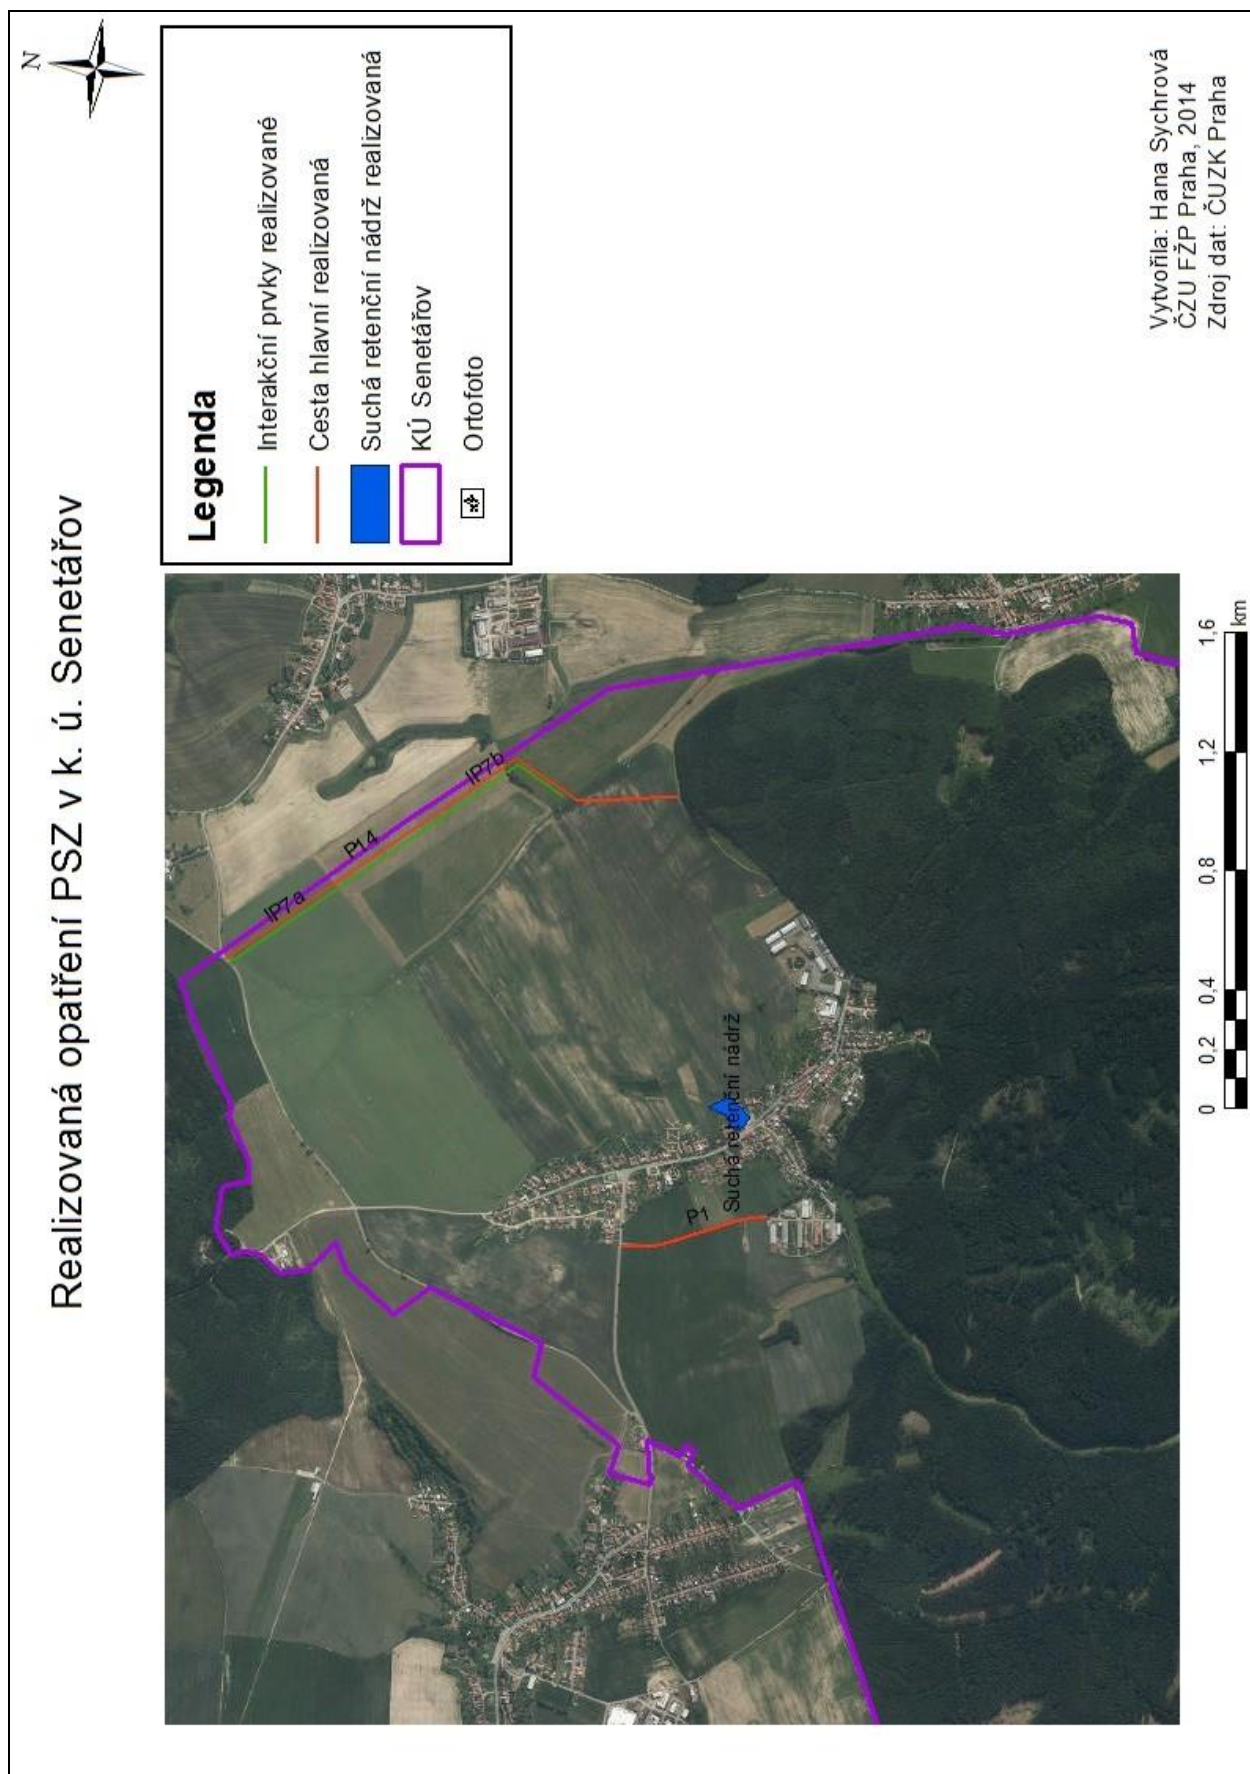 Realizovaná opatření PSZ v k. ú. Senetářov
N
Legenda
Interakční prvky realizované
Cesta hlavní realizovaná
Suchá retenční nádrž realizovaná
KÚ Senetářov
Ortofoto
IP7a
P14
IP7b
P1
Suchá retenční nádrž
0 0,2 0,4 0,8 1,2 1,6
km
Vytvořila: Hana Sychrová
ČZU FŽP Praha, 2014
Zdroj dat: ČUZK Praha